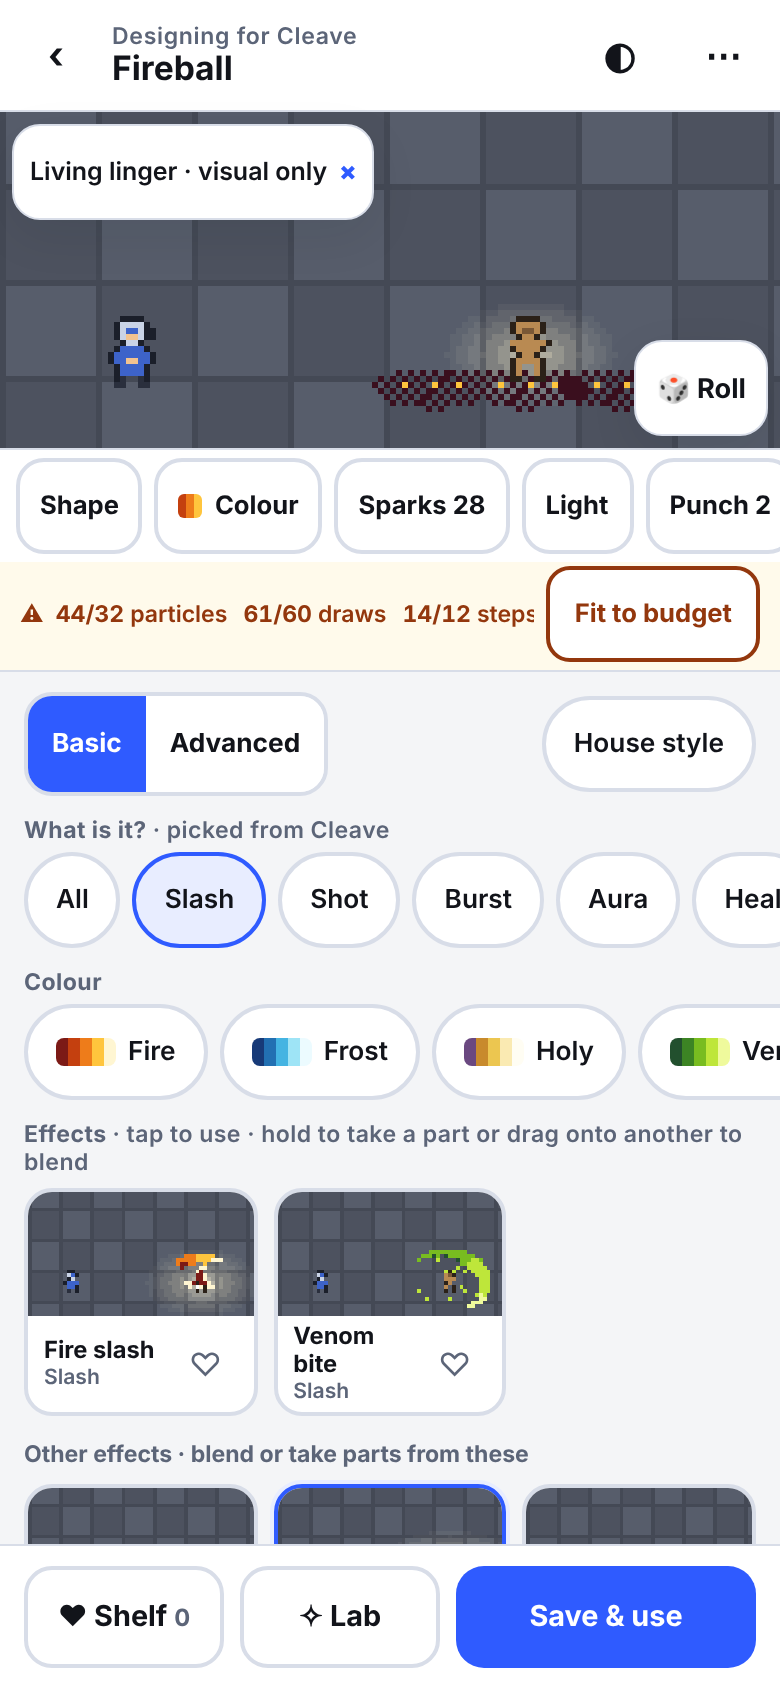 Designing for Cleave
Fireball
Living linger · visual only ×
🎲 Roll
Shape
Colour
Sparks 28
Light
Punch 2
⚠ 44/32 particles 61/60 draws 14/12 steps
Fit to budget
Basic
Advanced
House style
What is it? · picked from Cleave
All
Slash
Shot
Burst
Aura
Heal
Colour
Fire
Frost
Holy
Ver
Effects · tap to use · hold to take a part or drag onto another to
blend
Fire slash
Slash
Venom
bite
Slash
Other effects · blend or take parts from these
♥ Shelf 0
✧ Lab
Save & use